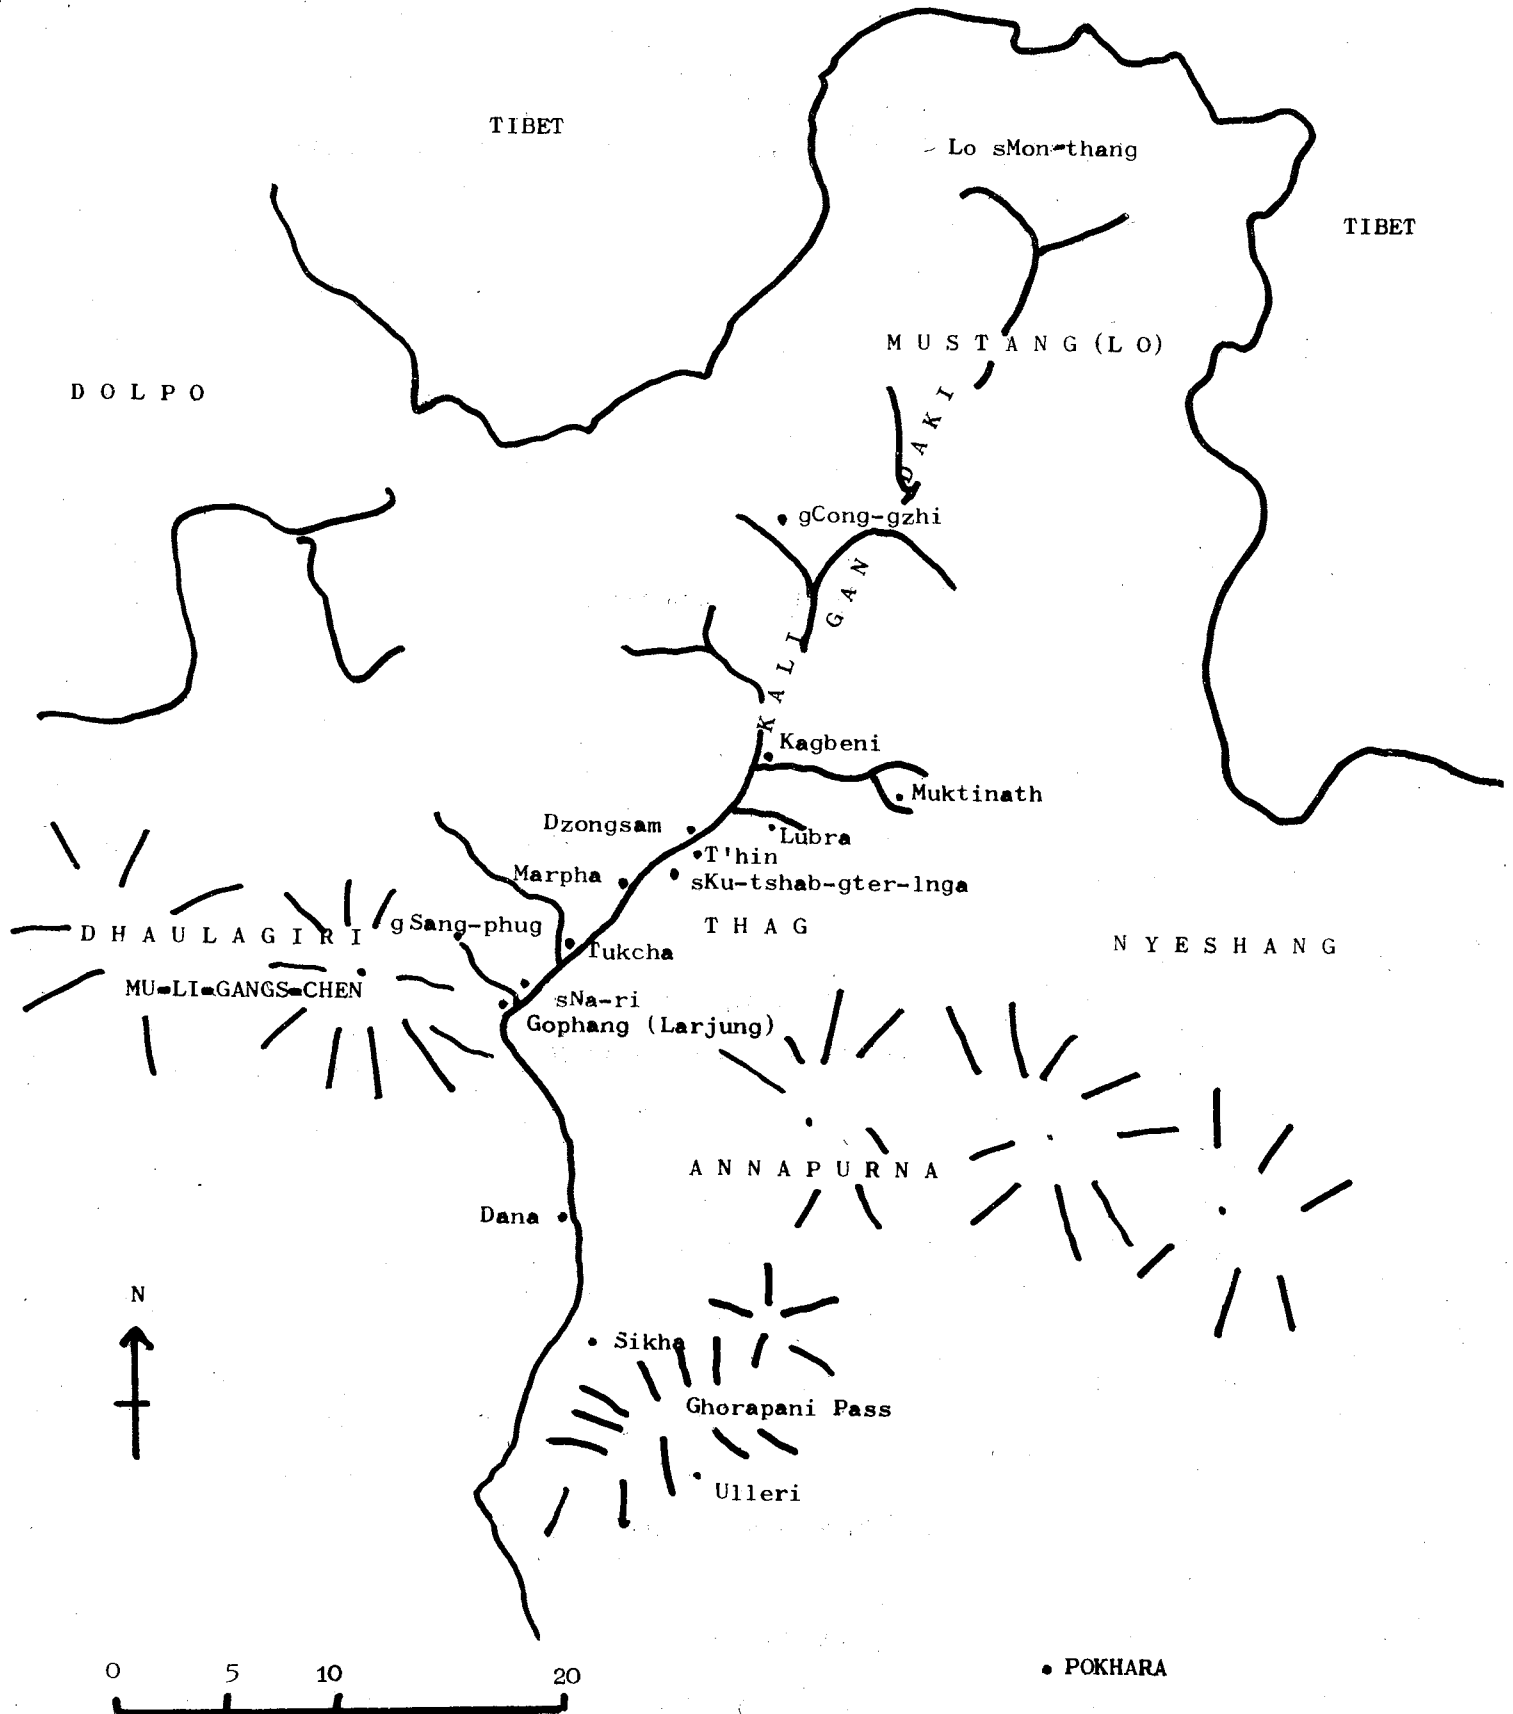 TIBET
Lo sMon-thang
TIBET
MUSTANG (LO)
DOLPO
KALI GANDAKI
gCong-gzhi
Kagbeni
Muktinath
Dzongsam
Lubra
T'hin
Marpha
sKu-tshab-gter-lnga
THAG
gSang-phug
DHAULAGIRI
NYESHANG
Tukcha
MU-LI-GANGS-CHEN
sNa-ri
Gophang (Larjung)
ANNAPURNA
Dana
N
Sikha
Ghorapani Pass
Ulleri
POKHARA
0 5 10 20